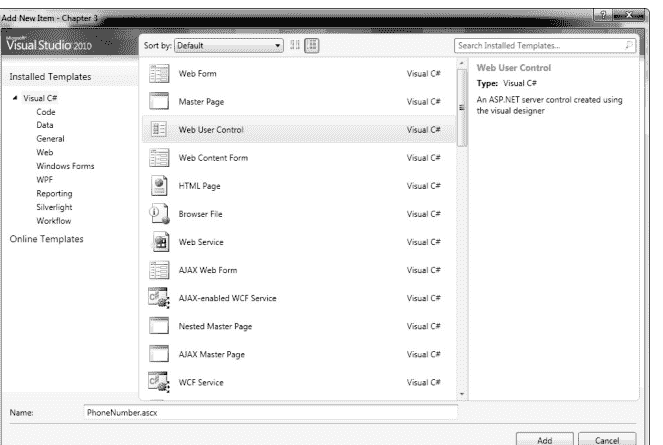 Add New Item - Chapter 3
Microsoft
Visual Studio 2010
Sort by: Default
Search Installed Templates...
Installed Templates
Visual C#
Code
Data
General
Web
Windows Forms
WPF
Reporting
Silverlight
Workflow
Online Templates
Web Form Visual C#
Master Page Visual C#
Web User Control Visual C#
Web Content Form Visual C#
HTML Page Visual C#
Browser File Visual C#
Web Service Visual C#
AJAX Web Form Visual C#
AJAX-enabled WCF Service Visual C#
Nested Master Page Visual C#
AJAX Master Page Visual C#
WCF Service Visual C#
Web User Control
Type: Visual C#
An ASP.NET server control created using
the visual designer
Name: PhoneNumber.ascx
Add Cancel